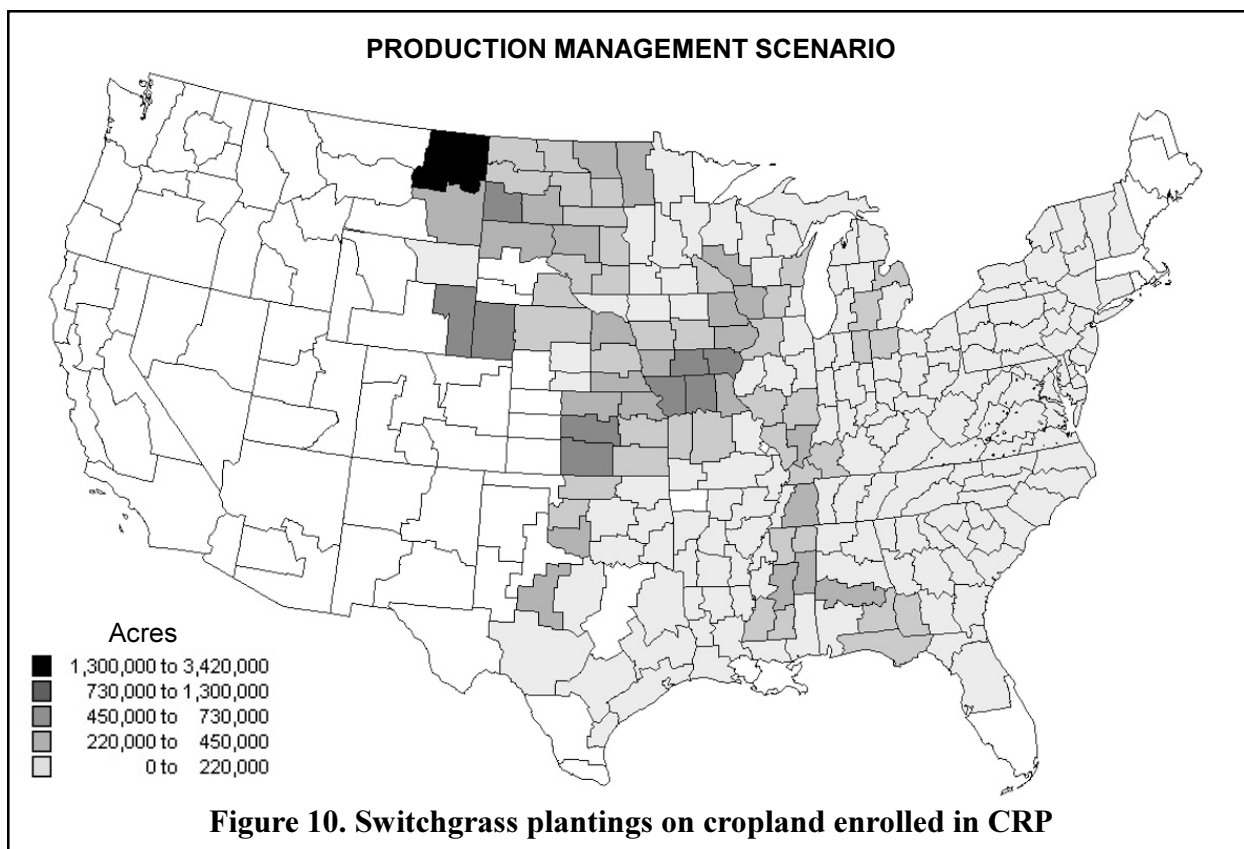 PRODUCTION MANAGEMENT SCENARIO
Acres
1,300,000 to 3,420,000
730,000 to 1,300,000
450,000 to 730,000
220,000 to 450,000
0 to 220,000
Figure 10. Switchgrass plantings on cropland enrolled in CRP